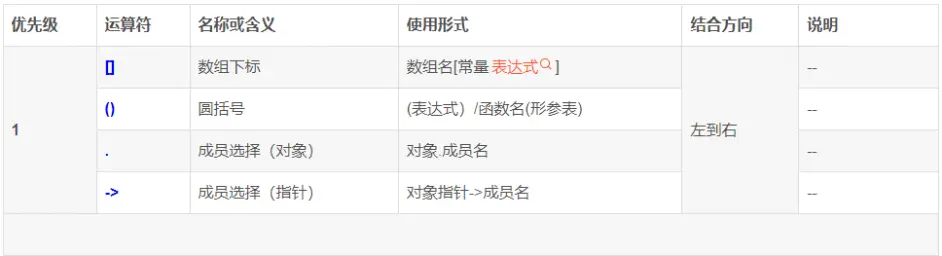 优先级 运算符 名称或含义 使用形式 结合方向 说明
1 [] 数组下标 数组名[常量表达式] 左到右 --
() 圆括号 (表达式）/函数名(形参表) --
. 成员选择（对象） 对象.成员名 --
-> 成员选择（指针） 对象指针->成员名 --